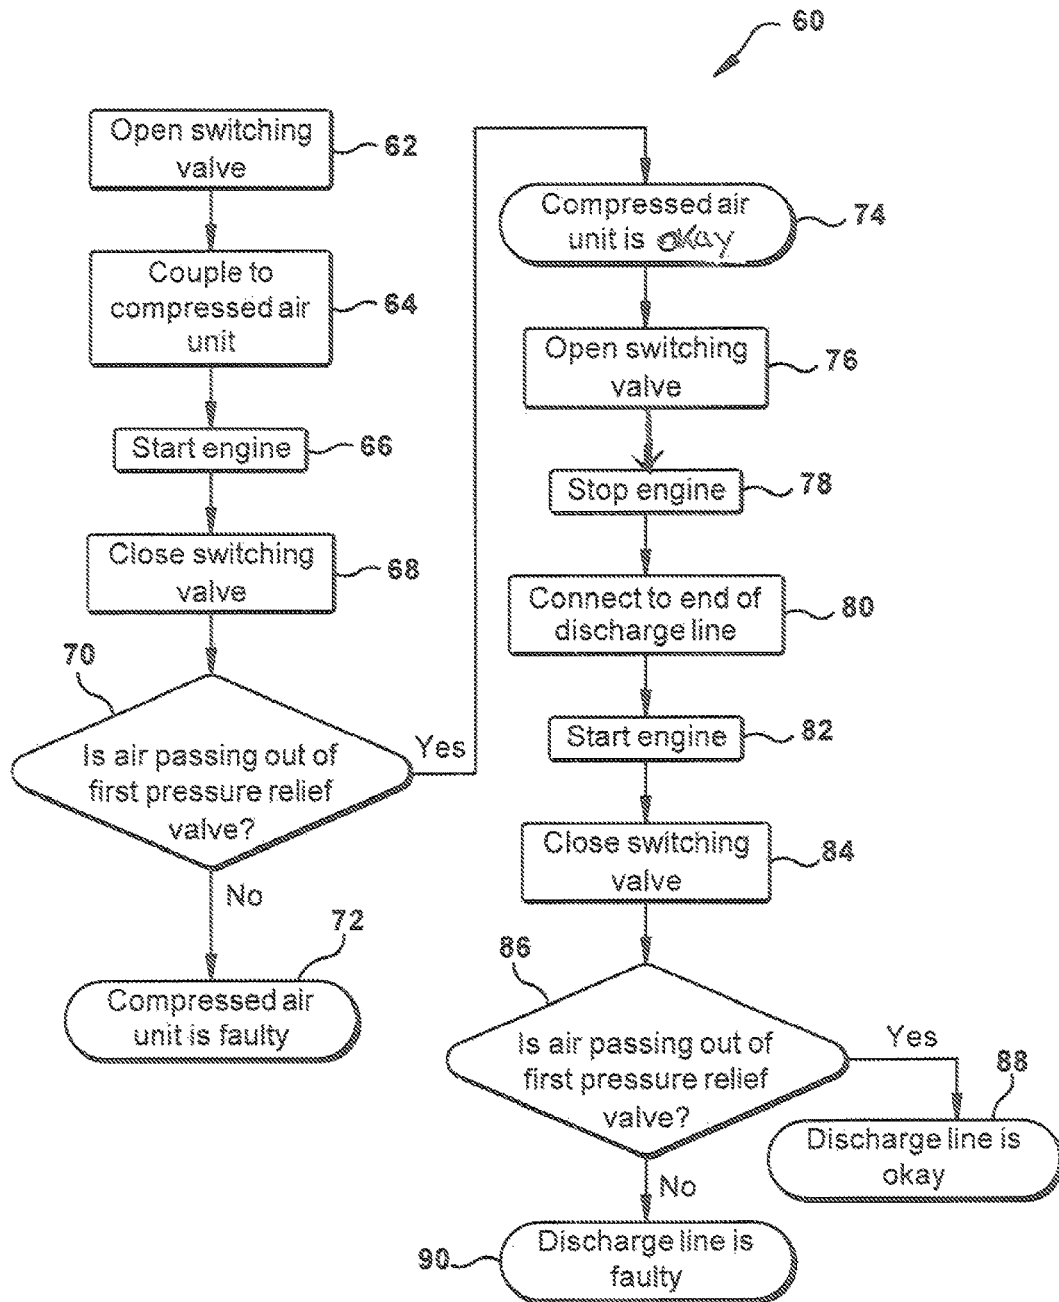 60
Open switching
valve
62
Couple to
compressed air
unit
64
Start engine
66
Close switching
valve
68
70
Is air passing out of
first pressure relief
valve?
Yes
No
72
Compressed air
unit is faulty
Compressed air
unit is okay
74
Open switching
valve
76
Stop engine
78
Connect to end of
discharge line
80
Start engine
82
Close switching
valve
84
86
Is air passing out of
first pressure relief
valve?
Yes
88
Discharge line is
okay
No
90
Discharge line is
faulty